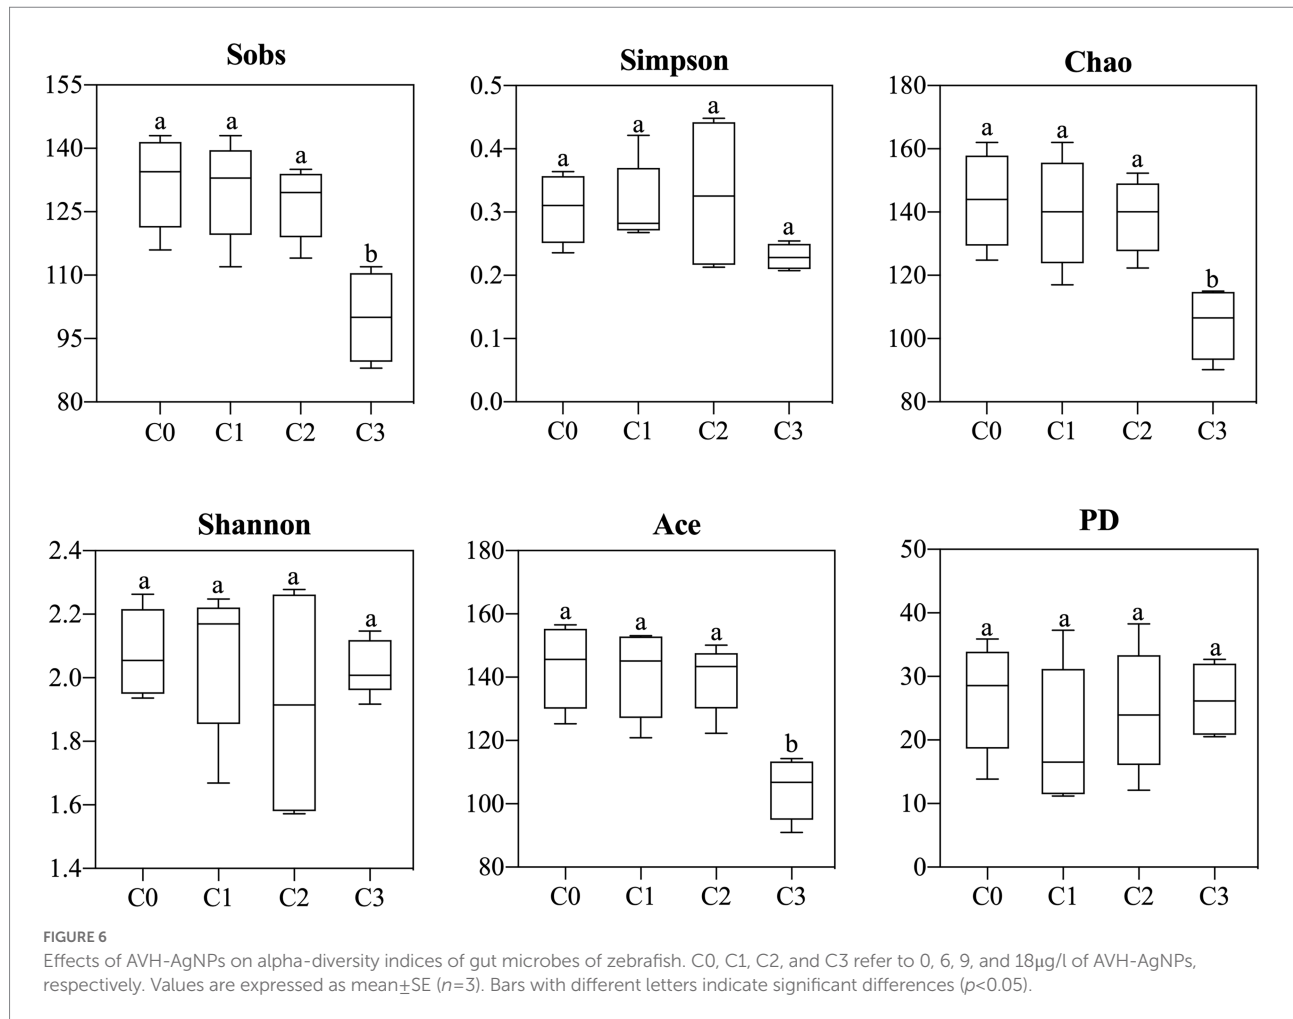 Sobs
155
140
125
110
95
80
a
a
a
b
C0 C1 C2 C3
Simpson
0.5
0.4
0.3
0.2
0.1
0.0
a
a
a
a
C0 C1 C2 C3
Chao
180
160
140
120
100
80
a
a
a
b
C0 C1 C2 C3
Shannon
2.4
2.2
2.0
1.8
1.6
1.4
a
a
a
a
C0 C1 C2 C3
Ace
180
160
140
120
100
80
a
a
a
b
C0 C1 C2 C3
PD
50
40
30
20
10
0
a
a
a
a
C0 C1 C2 C3
FIGURE 6
Effects of AVH-AgNPs on alpha-diversity indices of gut microbes of zebrafish. C0, C1, C2, and C3 refer to 0, 6, 9, and 18μg/l of AVH-AgNPs,
respectively. Values are expressed as mean±SE (n=3). Bars with different letters indicate significant differences (p<0.05).